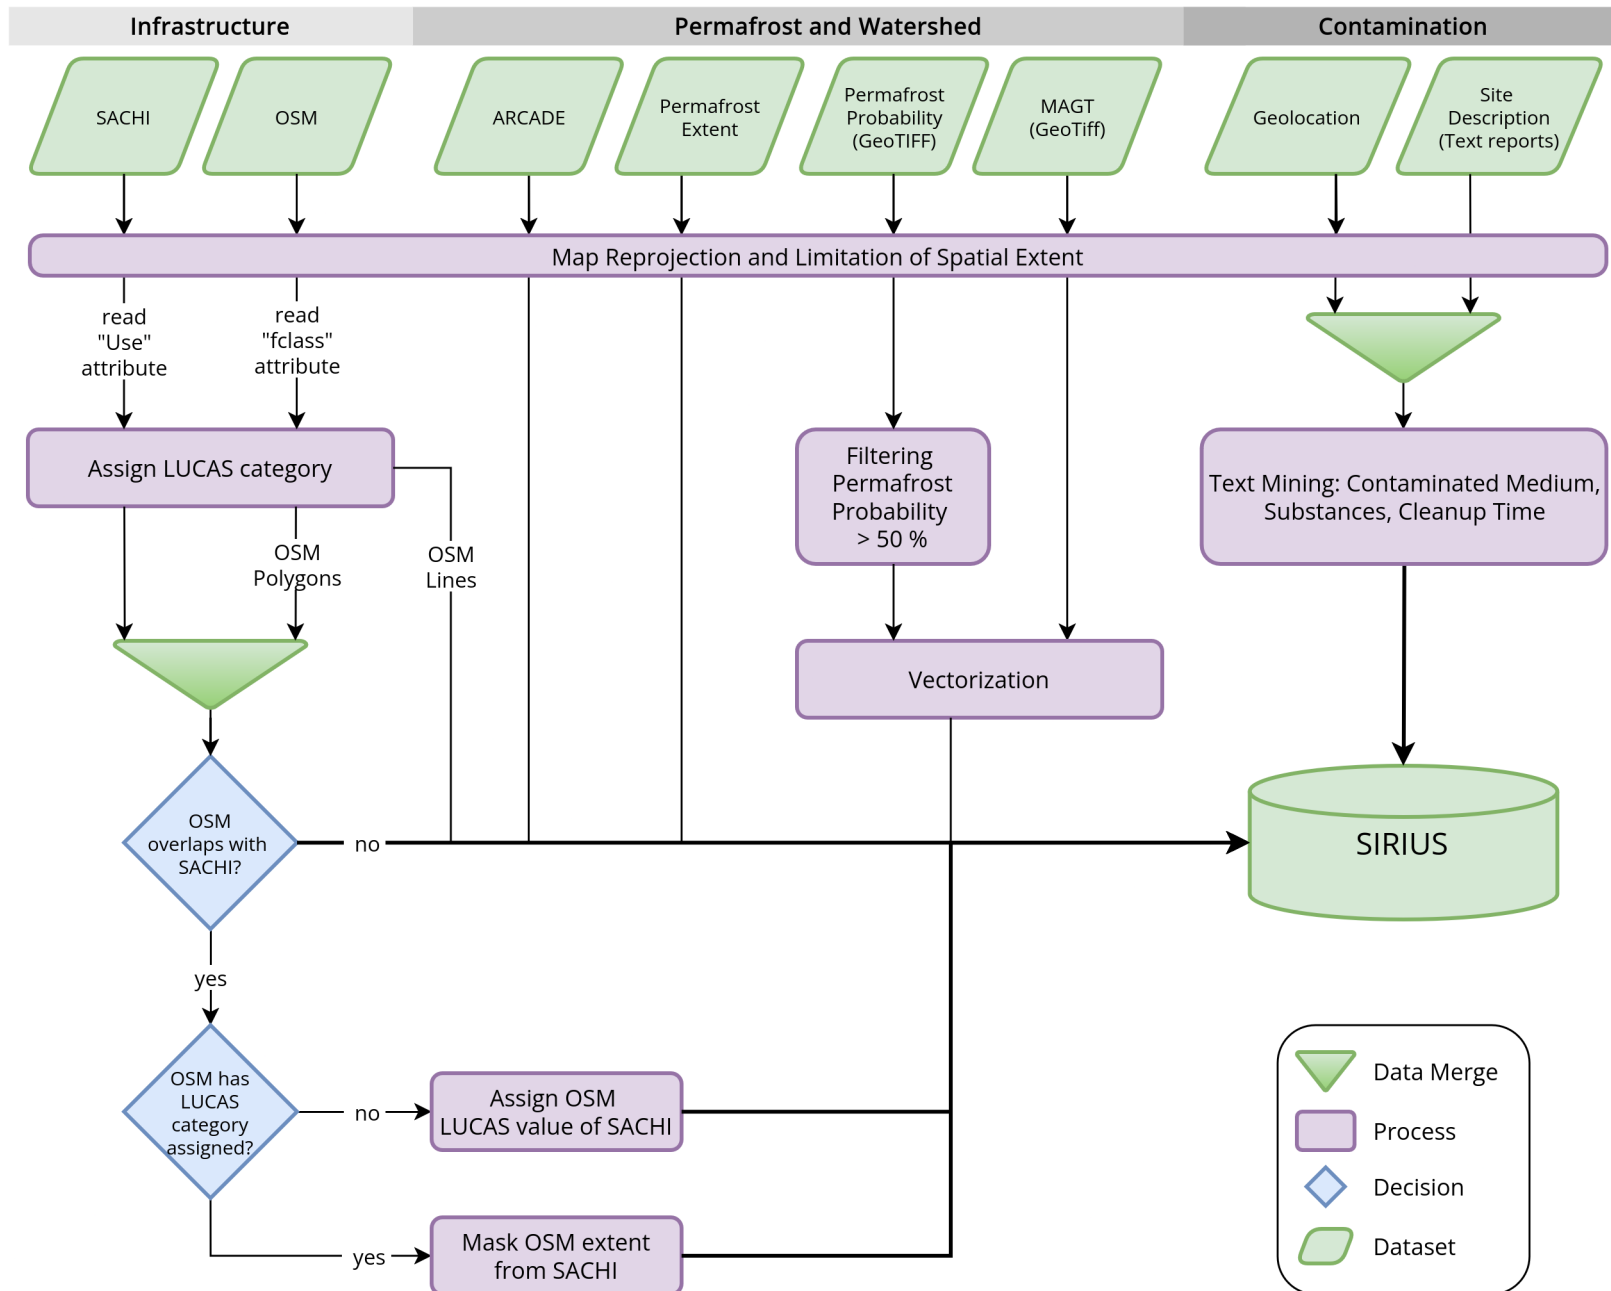 Infrastructure
Permafrost and Watershed
Contamination
SACHI
OSM
ARCADE
Permafrost
Extent
Permafrost
Probability
(GeoTIFF)
MAGT
(GeoTiff)
Geolocation
Site
Description
(Text reports)
Map Reprojection and Limitation of Spatial Extent
read
"Use"
attribute
read
"fclass"
attribute
Assign LUCAS category
Filtering
Permafrost
Probability
> 50 %
Text Mining: Contaminated Medium,
Substances, Cleanup Time
OSM
Polygons
OSM
Lines
Vectorization
OSM
overlaps with
SACHI?
no
SIRIUS
yes
OSM has
LUCAS
category
assigned?
no
Assign OSM
LUCAS value of SACHI
yes
Mask OSM extent
from SACHI
Data Merge
Process
Decision
Dataset